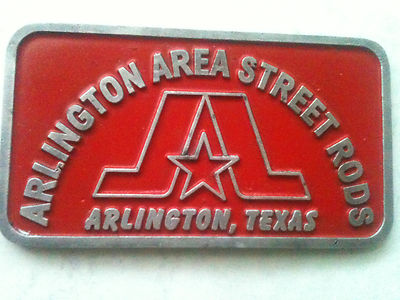 ARLINGTON AREA STREET RODS
ARLINGTON, TEXAS